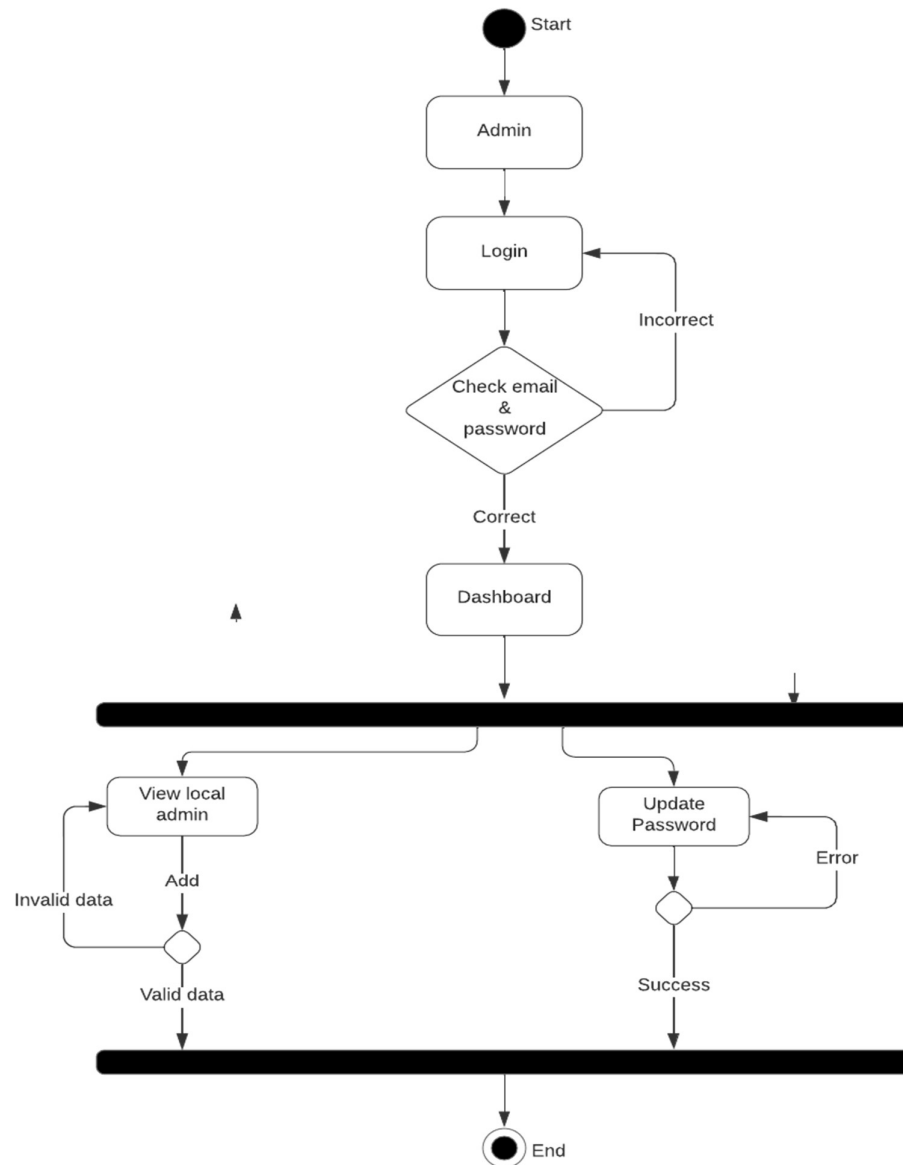 Start
Admin
Login
Incorrect
Check email
&
password
Correct
Dashboard
View local
admin
Update
Password
Add
Error
Invalid data
Valid data
Success
End